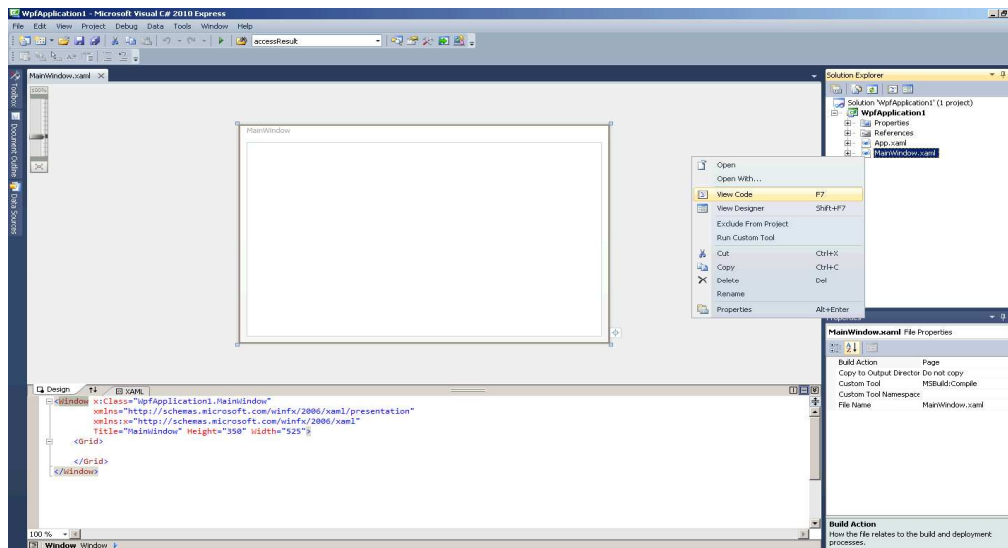 WpfApplication1 - Microsoft Visual C# 2010 Express
File Edit View Project Debug Data Tools Window Help
accessResult
Toolbox
Document Outline
Data Sources
MainWindow.xaml
100%
MainWindow
Solution Explorer
Solution 'WpfApplication1' (1 project)
WpfApplication1
Properties
References
App.xaml
MainWindow.xaml
Open
Open With...
View Code F7
View Designer Shift+F7
Exclude From Project
Run Custom Tool
Cut Ctrl+X
Copy Ctrl+C
Delete Del
Rename
Properties Alt+Enter
MainWindow.xaml File Properties
Build Action Page
Copy to Output Director Do not copy
Custom Tool MSBuild:Compile
Custom Tool Namespace
File Name MainWindow.xaml
Build Action
How the file relates to the build and deployment
processes.
Design XAML
<Window x:Class="WpfApplication1.MainWindow"
xmlns="http://schemas.microsoft.com/winfx/2006/xaml/presentation"
xmlns:x="http://schemas.microsoft.com/winfx/2006/xaml"
Title="MainWindow" Height="350" Width="525">
<Grid>
</Grid>
</Window>
100 %
Window Window